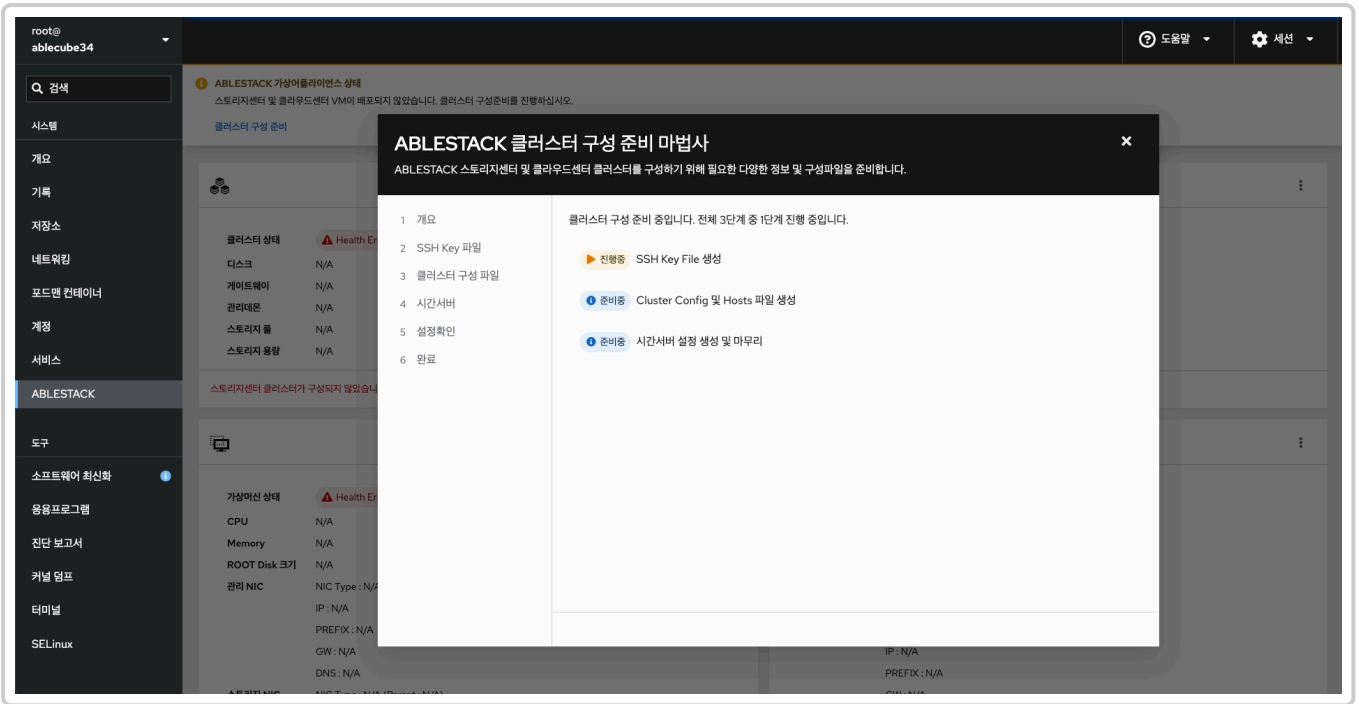 root@
ablecube34
도움말
세션
검색
시스템
개요
기록
저장소
네트워킹
포드맨 컨테이너
계정
서비스
ABLESTACK
도구
소프트웨어 최신화
응용프로그램
진단 보고서
커널 덤프
터미널
SELinux
ABLESTACK 가상어플라이언스 상태
스토리지센터 및 클라우드센터 VM이 배포되지 않았습니다. 클러스터 구성준비를 진행하십시오.
클러스터 구성 준비
클러스터 상태
Health Er
디스크 N/A
게이트웨이 N/A
관리데몬 N/A
스토리지 풀 N/A
스토리지 용량 N/A
스토리지센터 클러스터가 구성되지 않았습니
가상머신 상태
Health Er
CPU N/A
Memory N/A
ROOT Disk 크기 N/A
관리 NIC NIC Type : N/A
IP : N/A
PREFIX : N/A
GW : N/A
DNS : N/A
스토리지 NIC NIC Type : N/A (Parent : N/A)
ABLESTACK 클러스터 구성 준비 마법사
ABLESTACK 스토리지센터 및 클라우드센터 클러스터를 구성하기 위해 필요한 다양한 정보 및 구성파일을 준비합니다.
1 개요
2 SSH Key 파일
3 클러스터 구성 파일
4 시간서버
5 설정확인
6 완료
클러스터 구성 준비 중입니다. 전체 3단계 중 1단계 진행 중입니다.
진행중 SSH Key File 생성
준비중 Cluster Config 및 Hosts 파일 생성
준비중 시간서버 설정 생성 및 마무리
IP : N/A
PREFIX : N/A
GW : N/A